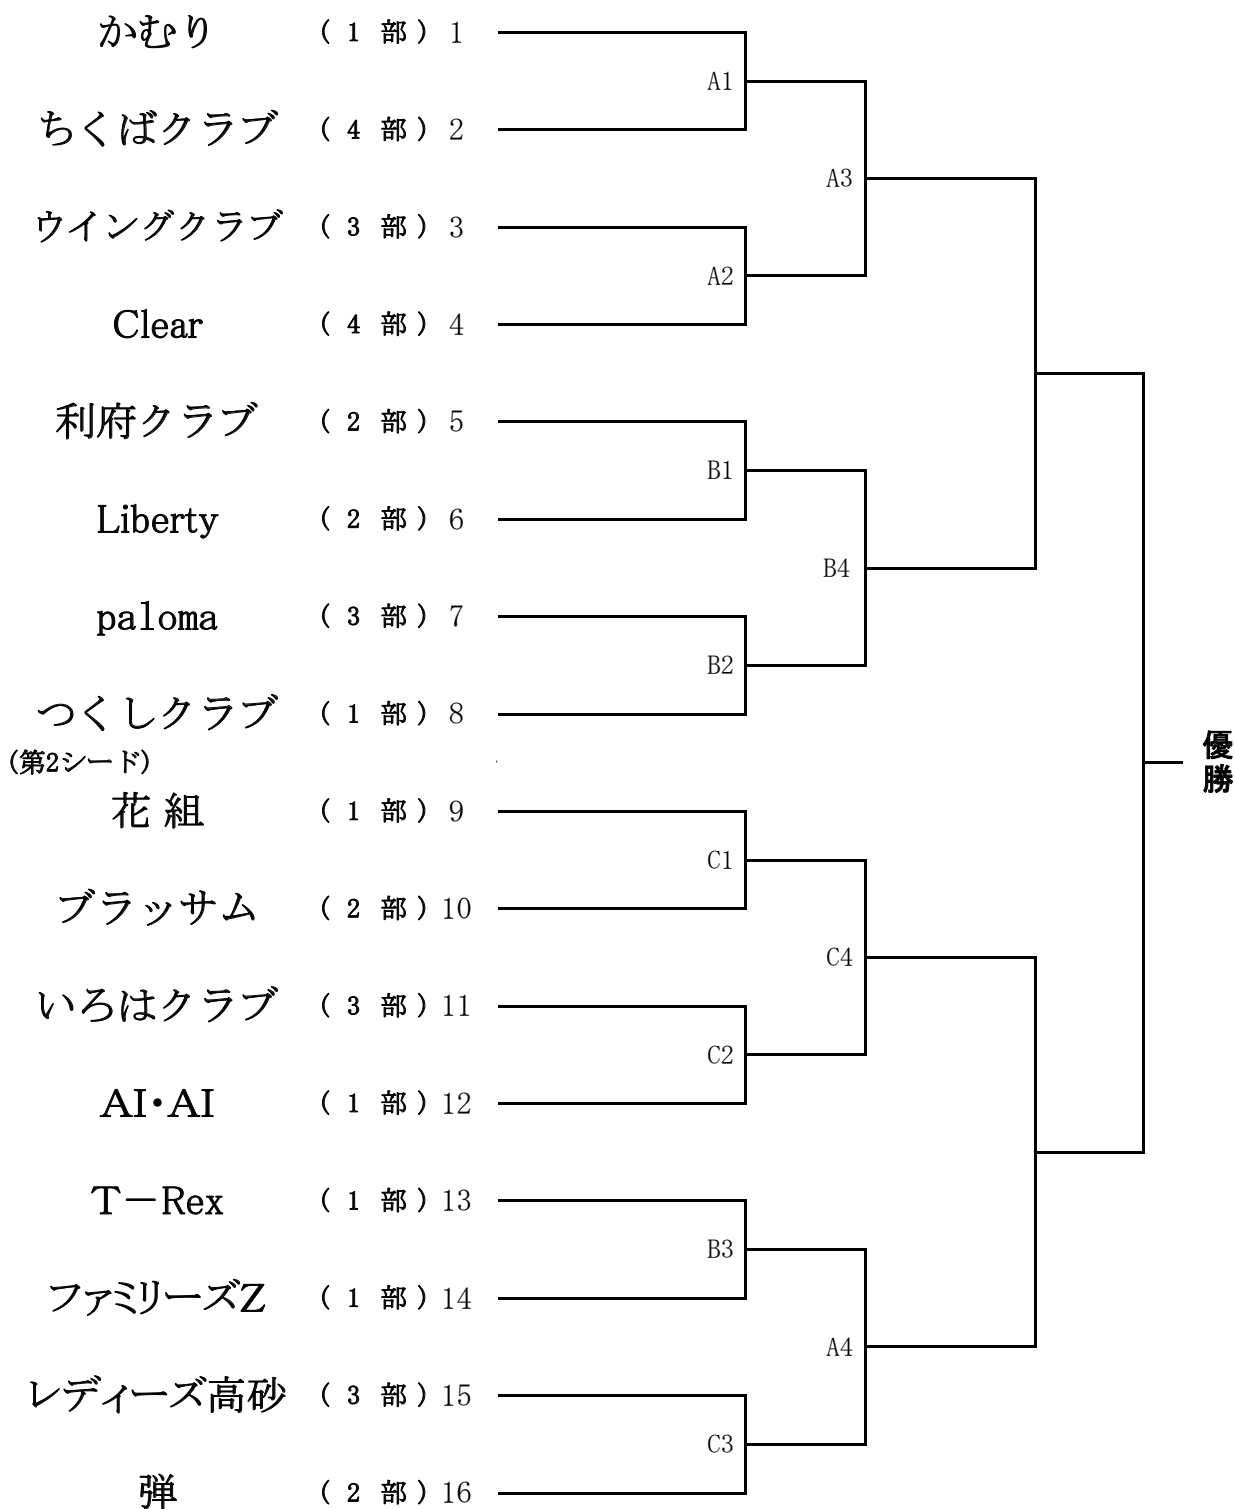 かむり (1 部) 1
A1
ちくばクラブ (4 部) 2
A3
ウイングクラブ (3 部) 3
A2
Clear (4 部) 4
利府クラブ (2 部) 5
B1
Liberty (2 部) 6
B4
paloma (3 部) 7
B2
つくしクラブ (1 部) 8
(第2シード)
優勝
花 組 (1 部) 9
C1
ブラッサム (2 部) 10
C4
いろはクラブ (3 部) 11
C2
AI・AI (1 部) 12
T－Rex (1 部) 13
B3
ファミリーズZ (1 部) 14
A4
レディーズ高砂 (3 部) 15
C3
弾 (2 部) 16